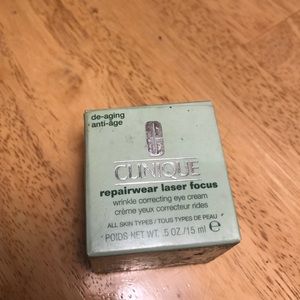 de-aging
anti-âge
CLINIQUE
repairwear laser focus
wrinkle correcting eye cream
crème yeux correcteur rides
ALL SKIN TYPES / TOUS TYPES DE PEAU
POIDS NET WT. .5 OZ./15 ml e